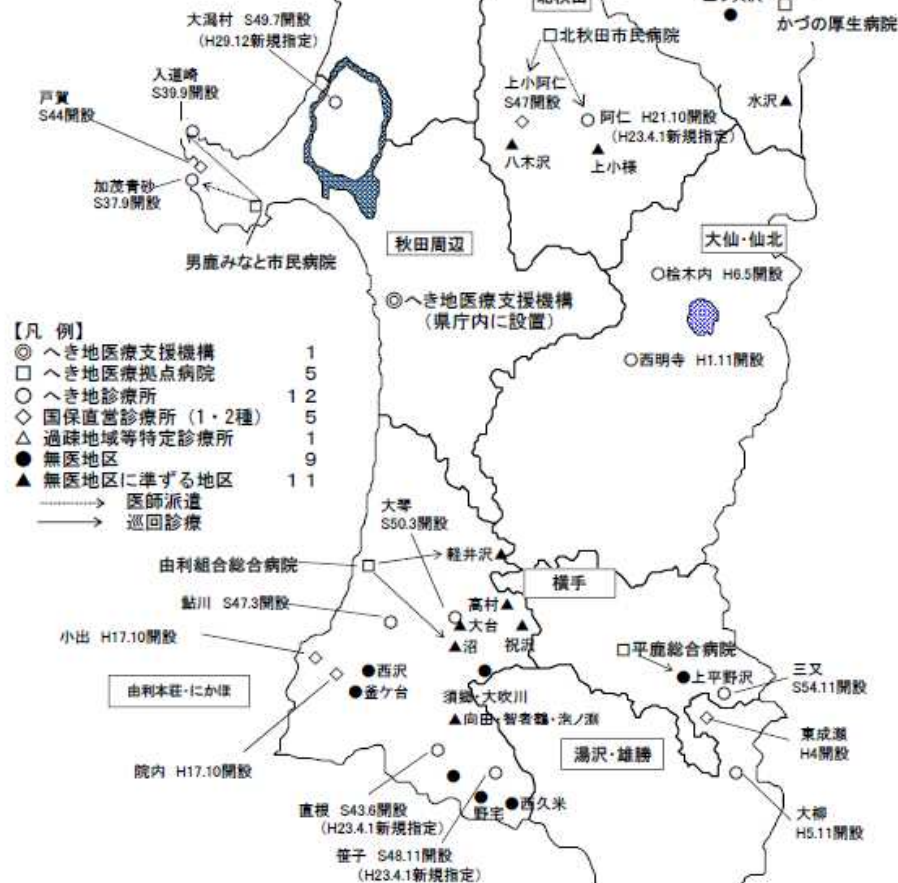 北秋田
かづの厚生病院
大潟村 S49.7開設
(H29.12新規指定)
北秋田市民病院
入道崎
S39.9開設
上小阿仁
S47開設
戸賀
S44開設
阿仁 H21.10開設
(H23.4.1新規指定)
水沢
八木沢
上小様
加茂青砂
S37.9開設
男鹿みなと市民病院
秋田周辺
大仙・仙北
桧木内 H6.5開設
へき地医療支援機構
(県庁内に設置)
西明寺 H1.11開設
【凡 例】
◎ へき地医療支援機構 1
□ へき地医療拠点病院 5
○ へき地診療所 12
◇ 国保直営診療所 (1・2種) 5
△ 過疎地域等特定診療所 1
● 無医地区 9
▲ 無医地区に準ずる地区 11
医師派遣
巡回診療
大琴
S50.3開設
由利組合総合病院
軽井沢
横手
鮎川 S47.3開設
高村
大台
祝沢
沼
小出 H17.10開設
平鹿総合病院
上平野沢
三又
S54.11開設
西沢
釜ケ台
由利本荘・にかほ
須郷・大吹川
向田・智者鶴・泡ノ淵
東成瀬
H4開設
湯沢・雄勝
院内 H17.10開設
直根 S43.6開設
(H23.4.1新規指定)
野宅
西久米
大柳
H5.11開設
笹子 S48.11開設
(H23.4.1新規指定)